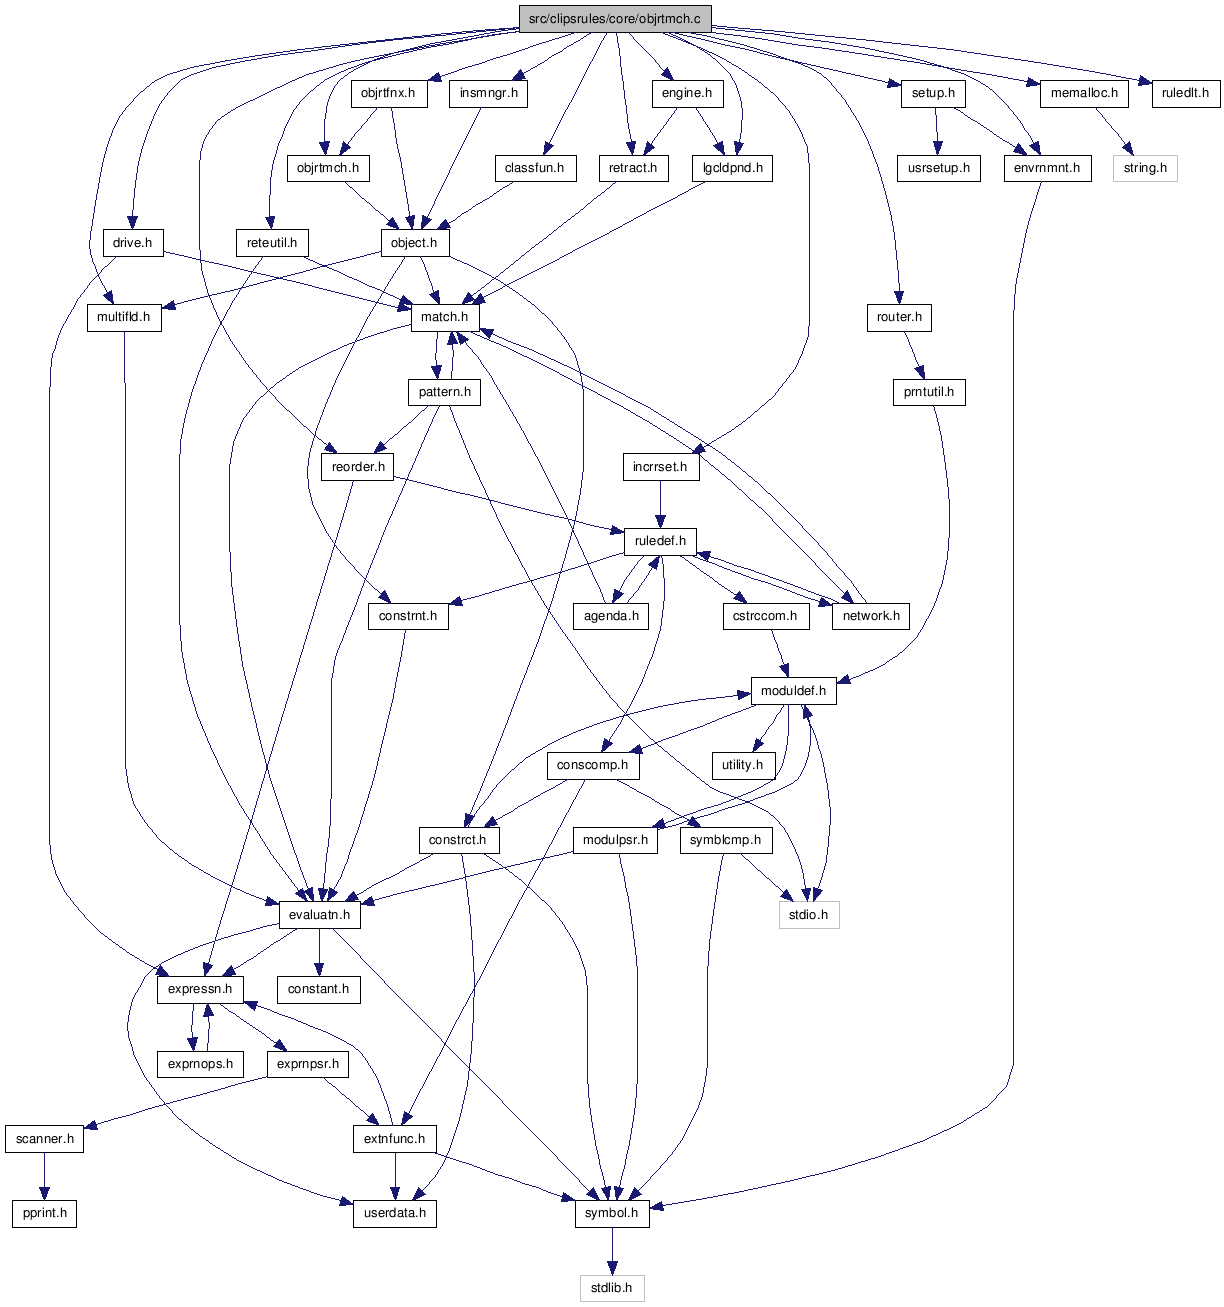 src/clipsrules/core/objrtmch.c
objrtfnx.h
insmngr.h
engine.h
setup.h
memalloc.h
ruledlt.h
objrtmch.h
classfun.h
retract.h
lgcldpnd.h
usrsetup.h
envrnmnt.h
string.h
drive.h
reteutil.h
object.h
multifld.h
match.h
router.h
pattern.h
prntutil.h
reorder.h
incrrset.h
ruledef.h
constrnt.h
agenda.h
cstrccom.h
network.h
moduldef.h
conscomp.h
utility.h
constrct.h
modulpsr.h
symblcmp.h
evaluatn.h
stdio.h
expressn.h
constant.h
exprnops.h
exprnpsr.h
scanner.h
extnfunc.h
pprint.h
userdata.h
symbol.h
stdlib.h